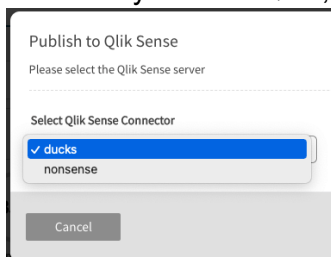 Publish to Qlik Sense
Please select the Qlik Sense server
Select Qlik Sense Connector
✓ ducks
nonsense
Cancel